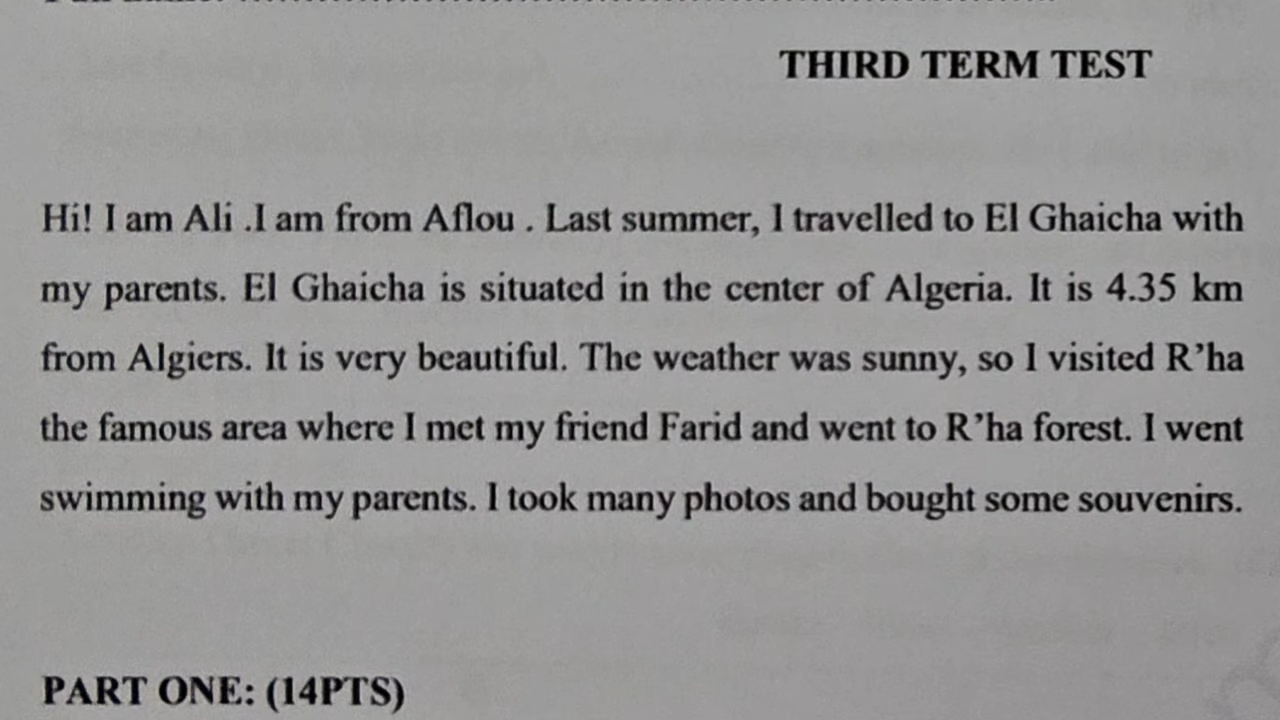 THIRD TERM TEST
Hi! I am Ali .I am from Aflou . Last summer, I travelled to El Ghaicha with
my parents. El Ghaicha is situated in the center of Algeria. It is 4.35 km
from Algiers. It is very beautiful. The weather was sunny, so I visited R’ha
the famous area where I met my friend Farid and went to R’ha forest. I went
swimming with my parents. I took many photos and bought some souvenirs.
PART ONE: (14PTS)